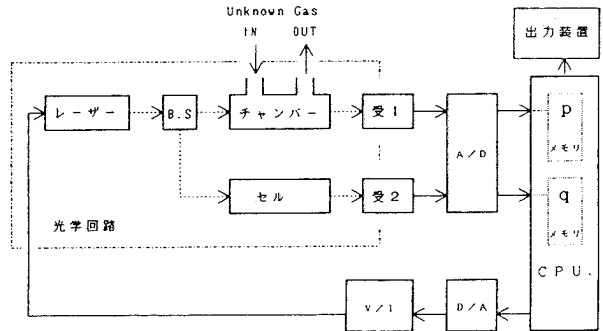 Unknown Gas
IN OUT
出力装置
レーザー
B.S
チャンバー
受1
A/D
p
メモリ
セル
受2
q
メモリ
光学回路
CPU.
V/I
D/A